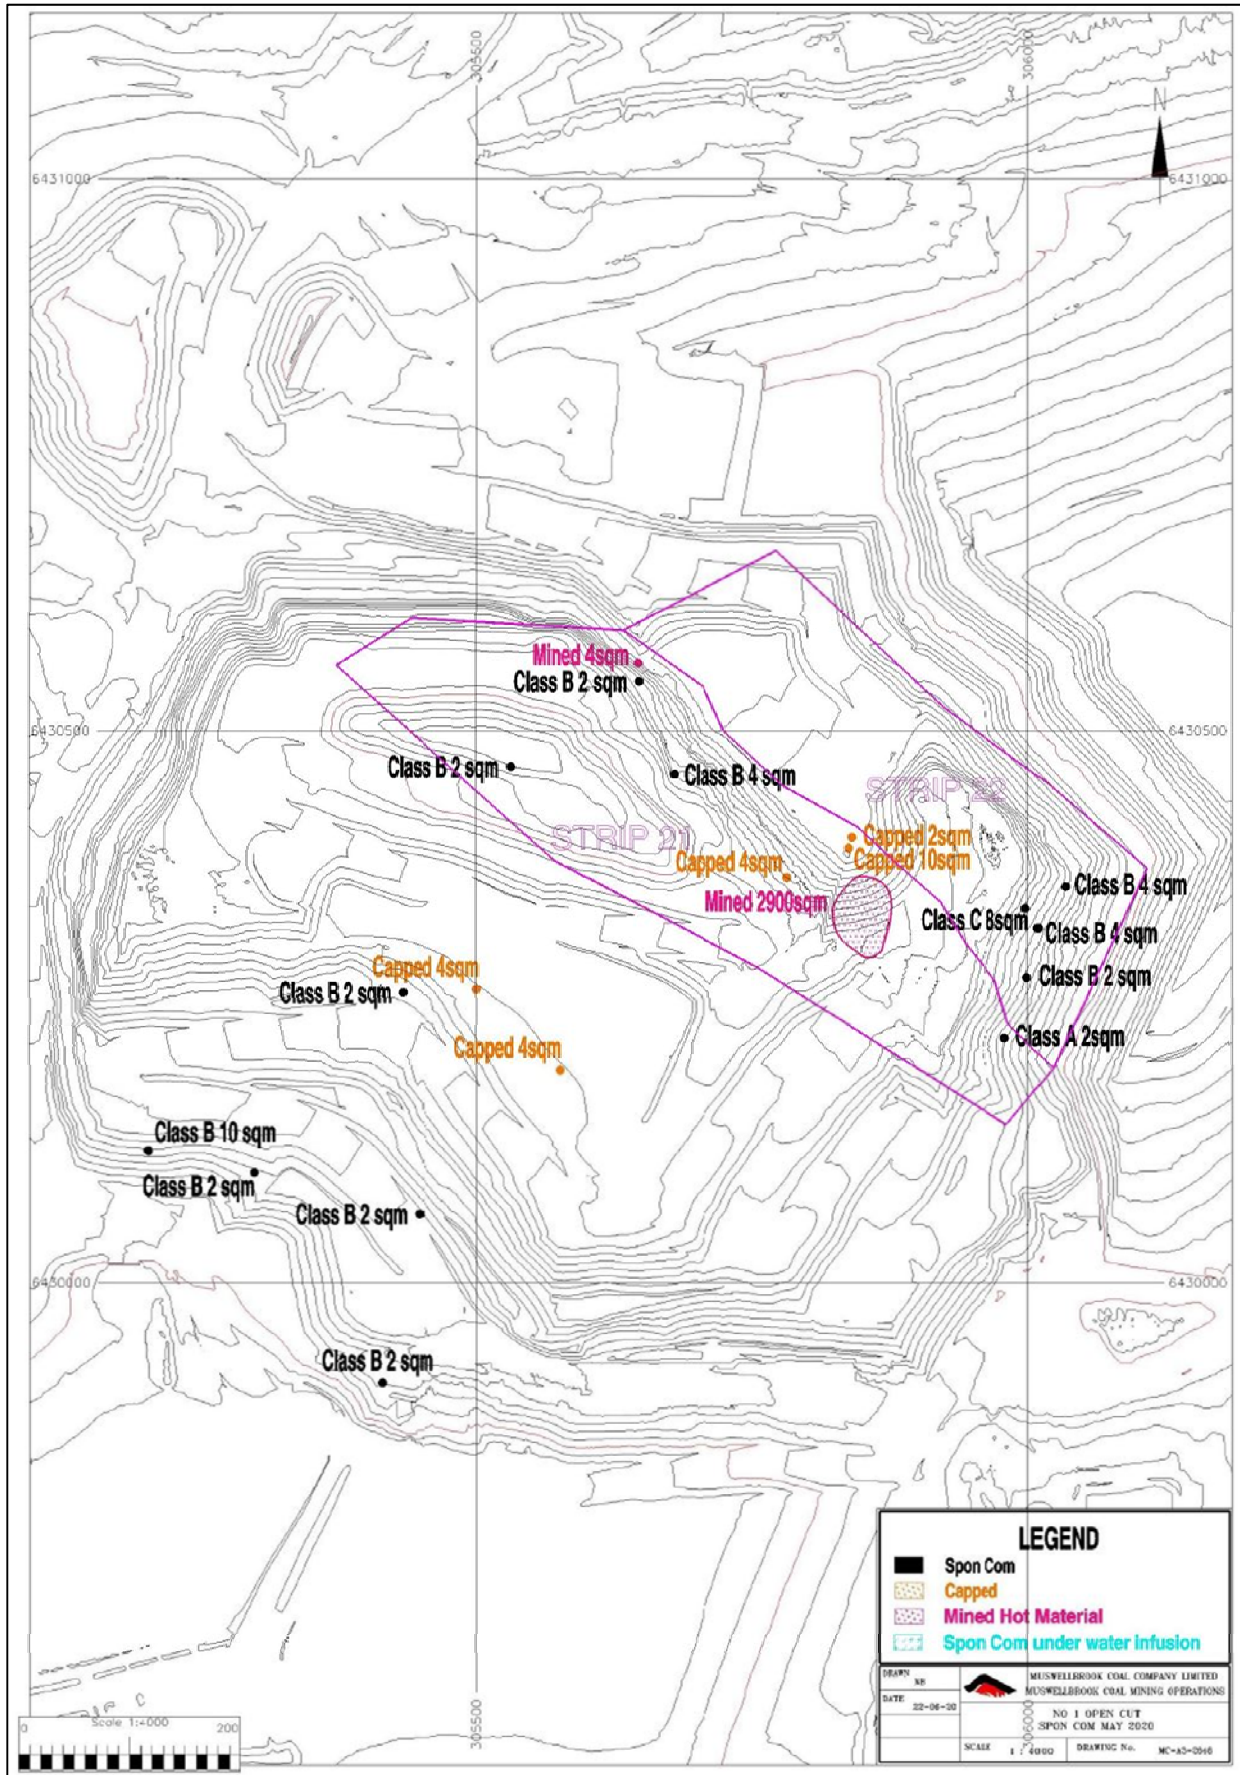 305500
306000
N
6431000
6431000
Mined 4sqm
Class B 2 sqm
6430500
6430500
Class B 2 sqm
Class B 4 sqm
STRIP 22
STRIP 21
Capped 2sqm
Capped 10sqm
Capped 4sqm
Class B 4 sqm
Mined 2900sqm
Class C 8sqm
Class B 4 sqm
Capped 4sqm
Class B 2 sqm
Class B 2 sqm
Class A 2sqm
Capped 4sqm
Class B 10 sqm
Class B 2 sqm
Class B 2 sqm
6430000
6430000
Class B 2 sqm
LEGEND
Spon Com
Capped
Mined Hot Material
Spon Com under water infusion
DRAWN
NB
DATE
22-06-20
MUSWELLBROOK COAL COMPANY LIMITED
MUSWELLBROOK COAL MINING OPERATIONS
NO 1 OPEN CUT
SPON COM MAY 2020
SCALE 1 : 4000
DRAWING No.
305500
306000
0 Scale 1:4000 200